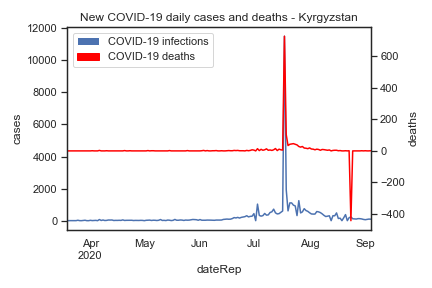 New COVID-19 daily cases and deaths - Kyrgyzstan
COVID-19 infections
COVID-19 deaths
12000
10000
8000
6000
4000
2000
0
cases
600
400
200
0
−200
−400
deaths
Apr
2020
May
Jun
Jul
Aug
Sep
dateRep